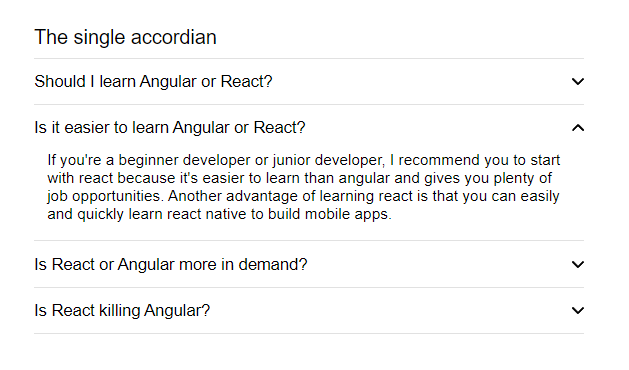 The single accordian
Should I learn Angular or React?
Is it easier to learn Angular or React?
If you're a beginner developer or junior developer, I recommend you to start
with react because it's easier to learn than angular and gives you plenty of
job opportunities. Another advantage of learning react is that you can easily
and quickly learn react native to build mobile apps.
Is React or Angular more in demand?
Is React killing Angular?